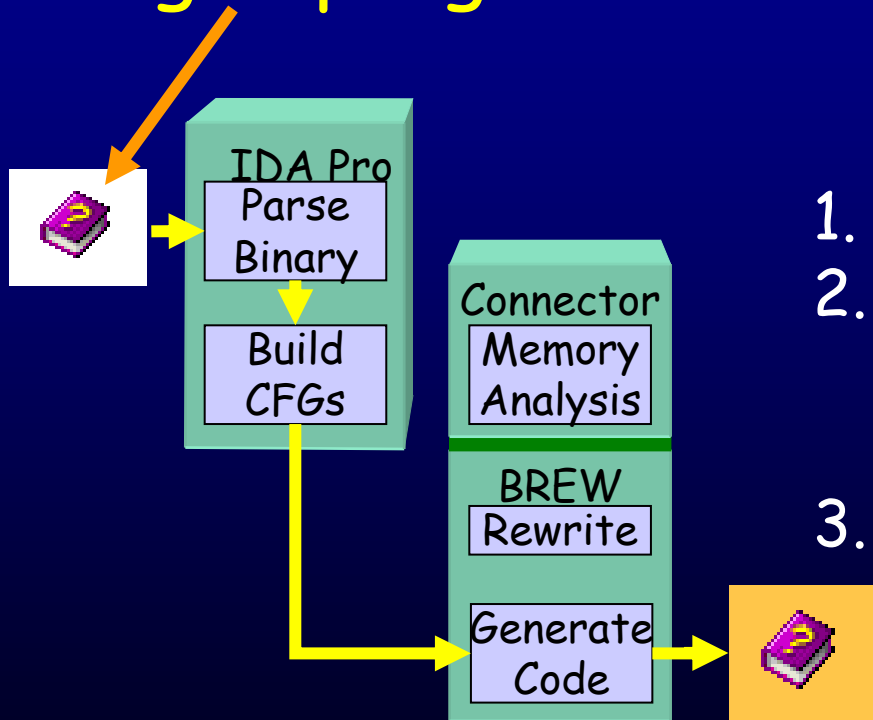 IDA Pro
Parse
Binary
Build
CFGs
Connector
Memory
Analysis
BREW
Rewrite
Generate
Code
1.
2.
3.